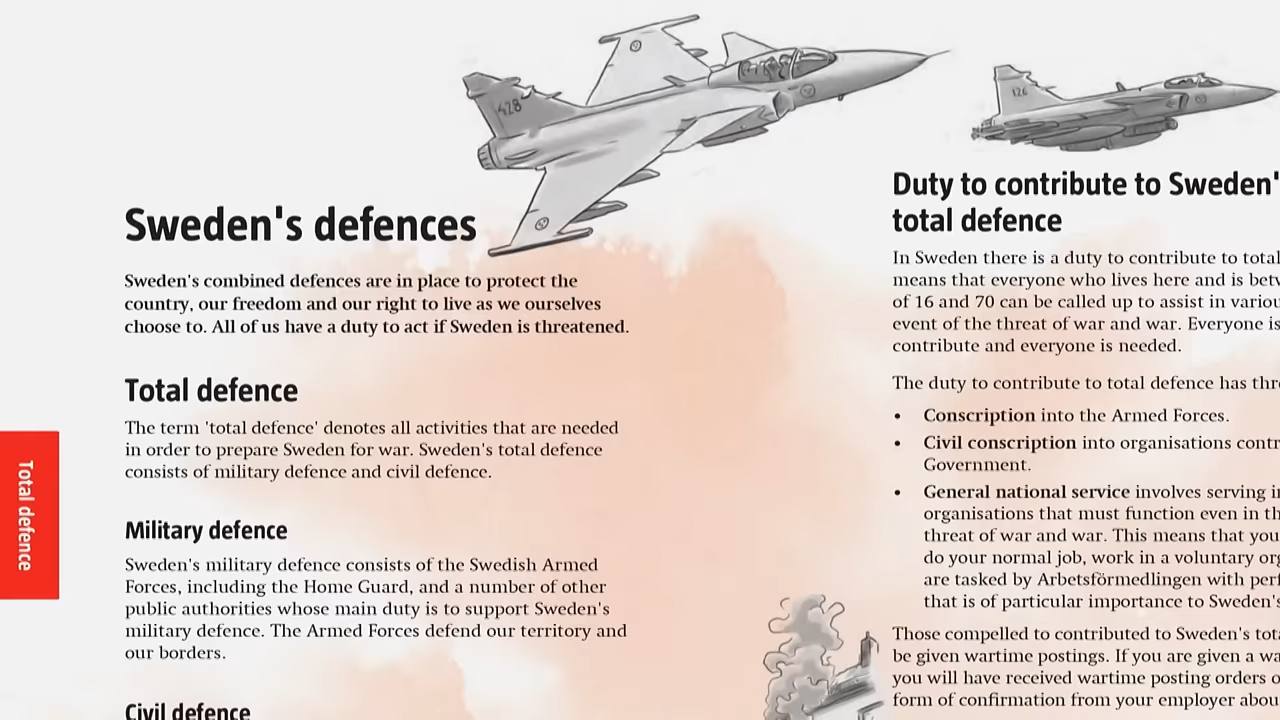 428
126
Sweden's defences
Sweden's combined defences are in place to protect the
country, our freedom and our right to live as we ourselves
choose to. All of us have a duty to act if Sweden is threatened.
Total defence
The term 'total defence' denotes all activities that are needed
in order to prepare Sweden for war. Sweden's total defence
consists of military defence and civil defence.
Military defence
Sweden's military defence consists of the Swedish Armed
Forces, including the Home Guard, and a number of other
public authorities whose main duty is to support Sweden's
military defence. The Armed Forces defend our territory and
our borders.
Civil defence
Total defence
Duty to contribute to Sweden'
total defence
In Sweden there is a duty to contribute to total
means that everyone who lives here and is
of 16 and 70 can be called up to assist in
event of the threat of war and war. Everyone is
contribute and everyone is needed.
The duty to contribute to total defence has
• Conscription into the Armed Forces.
• Civil conscription into organisations
Government.
• General national service involves serving
organisations that must function even in
threat of war and war. This means that you
do your normal job, work in a voluntary
are tasked by Arbetsförmedlingen with
that is of particular importance to Sweden's
Those compelled to contributed to Sweden's
be given wartime postings. If you are given a
you will have received wartime posting orders
form of confirmation from your employer